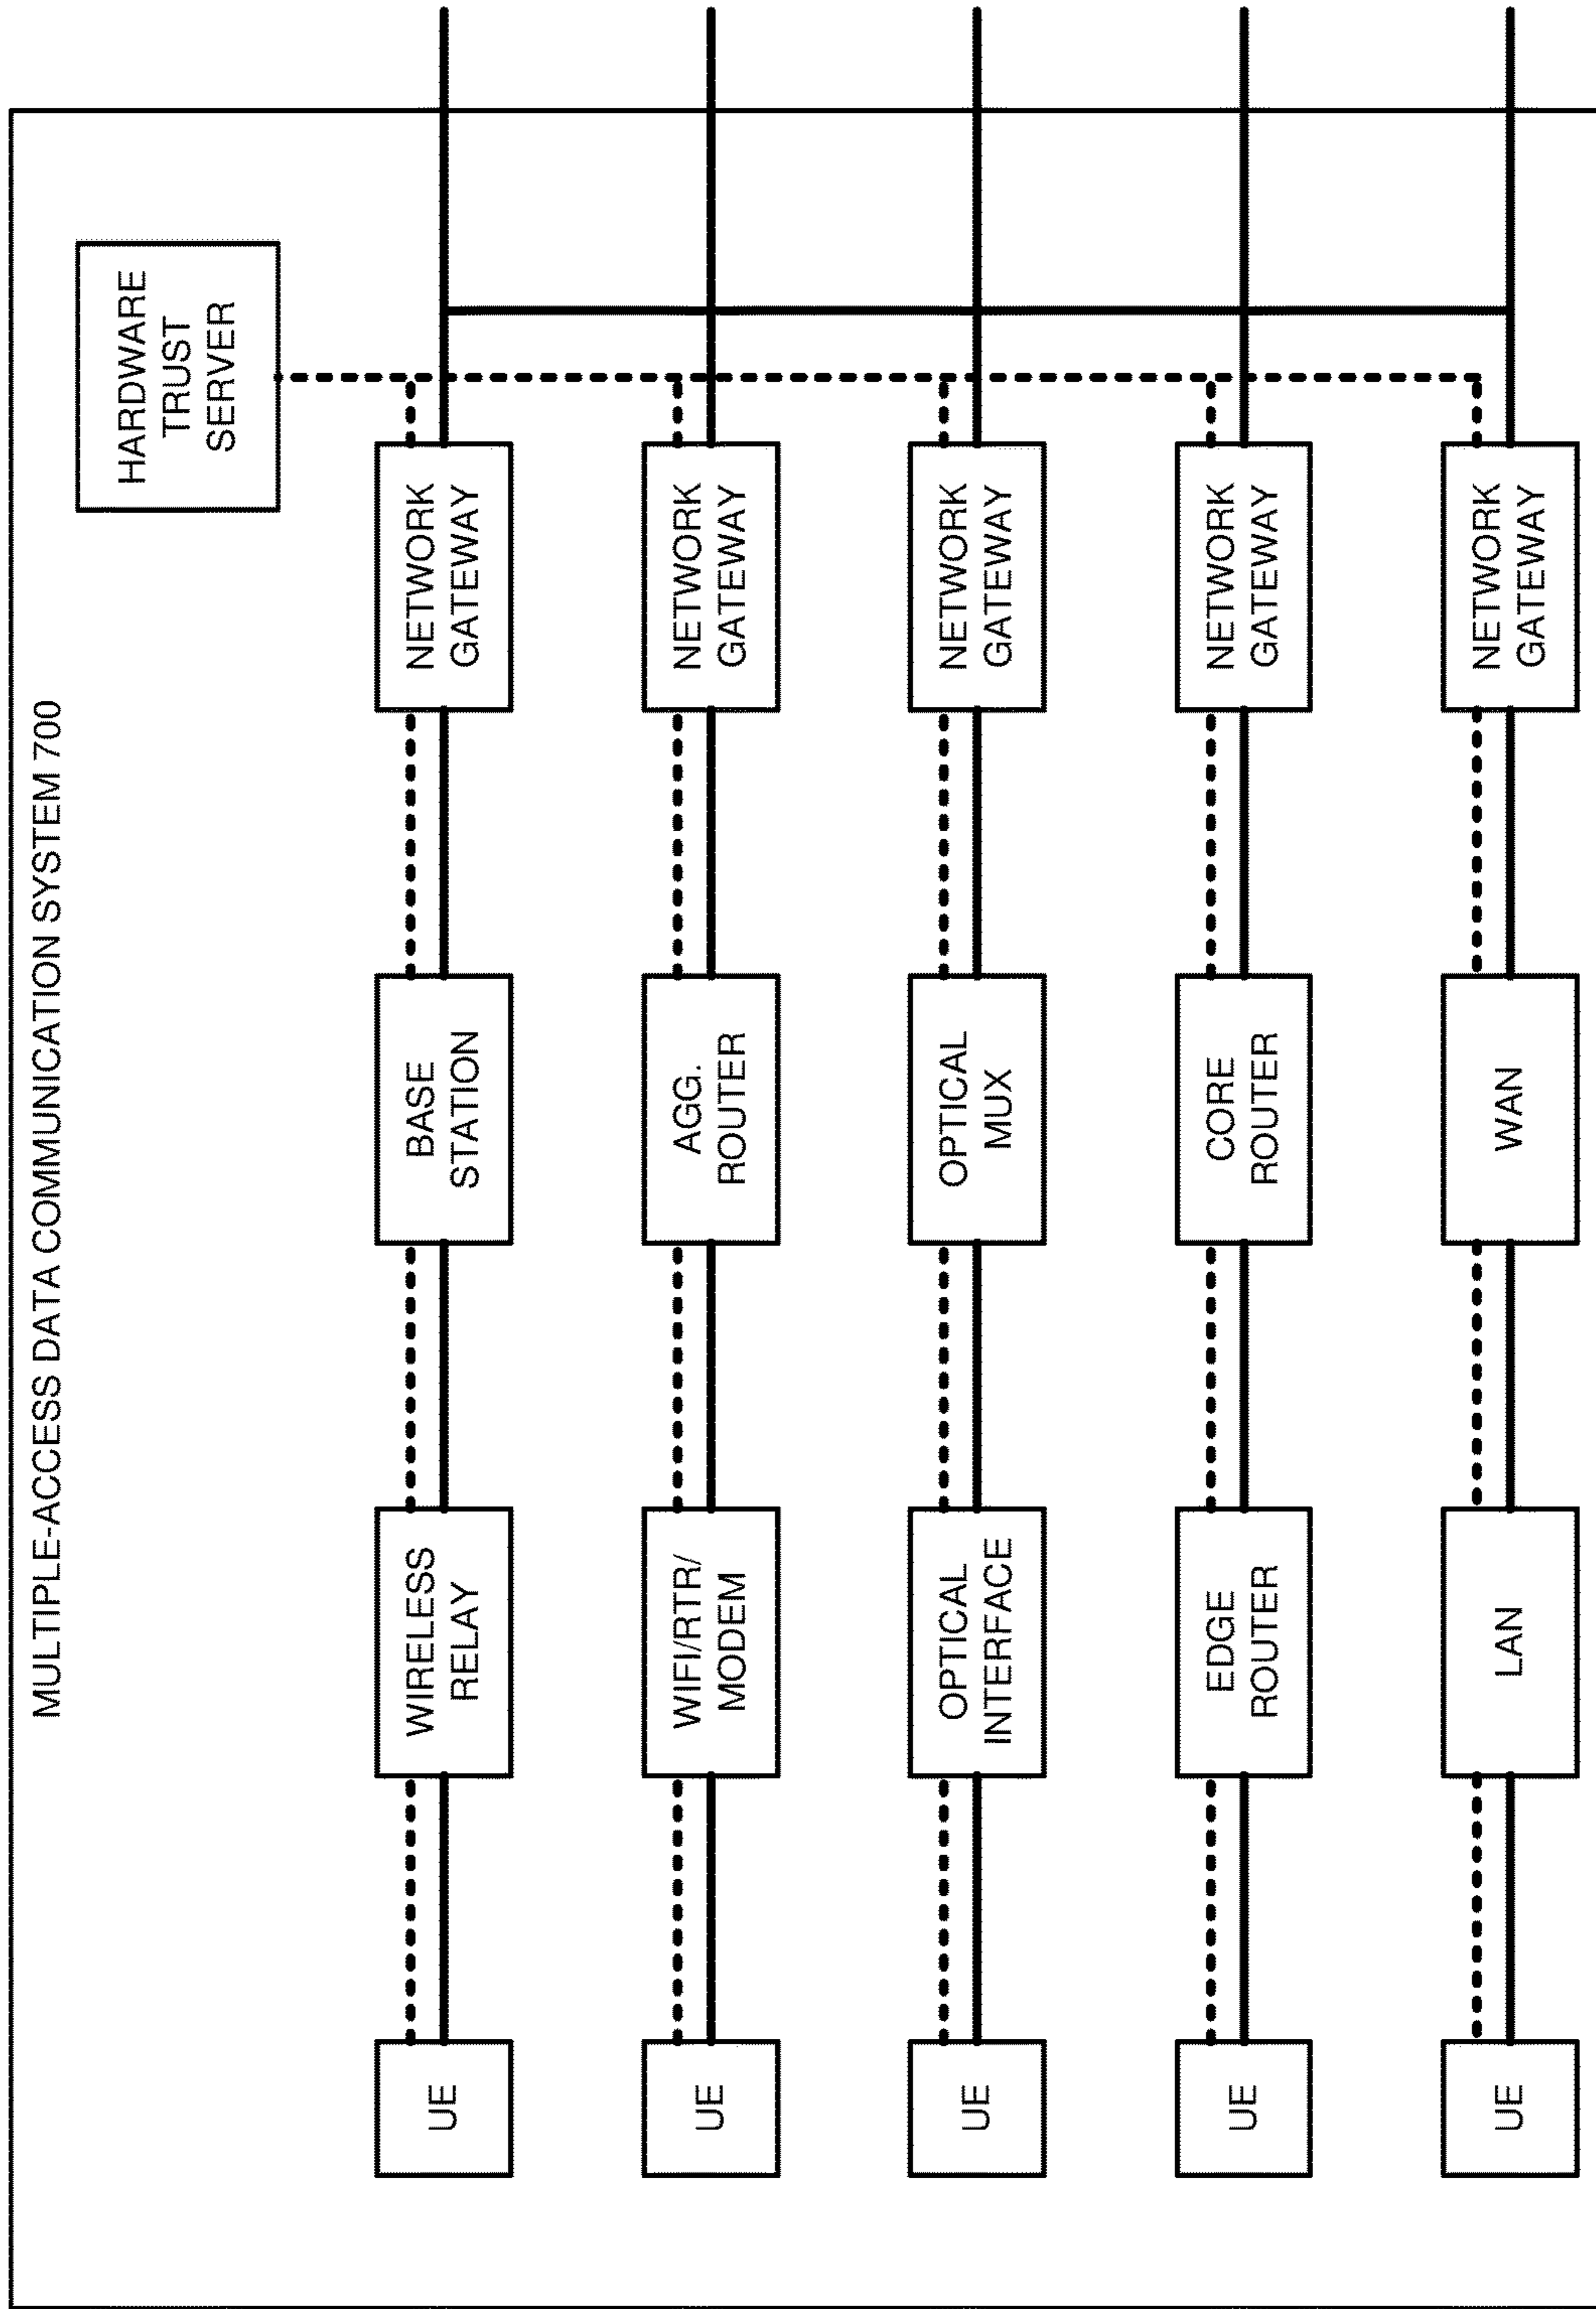 MULTIPLE-ACCESS DATA COMMUNICATION SYSTEM 700
HARDWARE
TRUST
SERVER
UE
WIRELESS
RELAY
BASE
STATION
NETWORK
GATEWAY
UE
WIFI/RTR/
MODEM
AGG.
ROUTER
NETWORK
GATEWAY
UE
OPTICAL
INTERFACE
OPTICAL
MUX
NETWORK
GATEWAY
UE
EDGE
ROUTER
CORE
ROUTER
NETWORK
GATEWAY
UE
LAN
WAN
NETWORK
GATEWAY